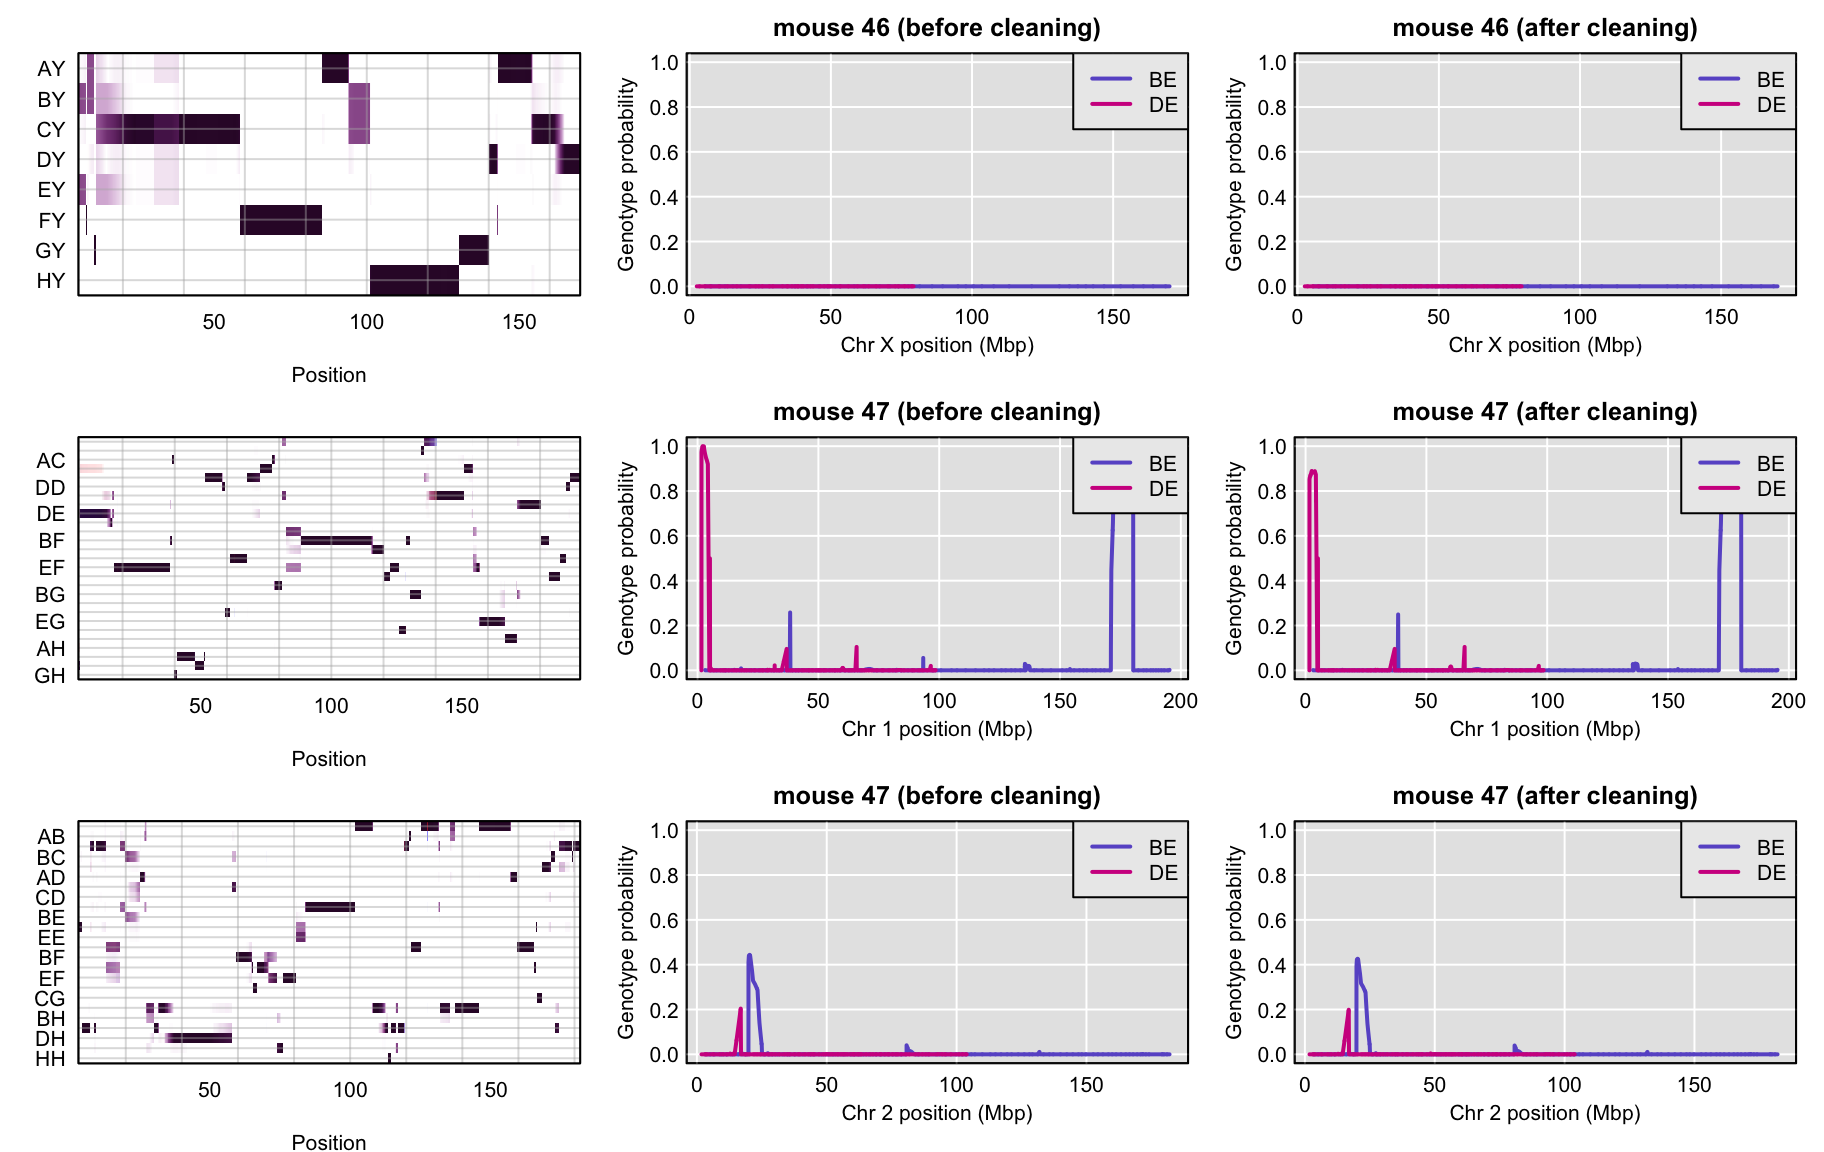 mouse 46 (before cleaning)
mouse 46 (after cleaning)
AY
BY
CY
DY
EY
FY
GY
HY
50 100 150
Position
Genotype probability
1.0
0.8
0.6
0.4
0.2
0.0
BE
DE
0 50 100 150
Chr X position (Mbp)
Genotype probability
1.0
0.8
0.6
0.4
0.2
0.0
BE
DE
0 50 100 150
Chr X position (Mbp)
mouse 47 (before cleaning)
mouse 47 (after cleaning)
AC
DD
DE
BF
EF
BG
EG
AH
GH
50 100 150
Position
Genotype probability
1.0
0.8
0.6
0.4
0.2
0.0
BE
DE
0 50 100 150 200
Chr 1 position (Mbp)
Genotype probability
1.0
0.8
0.6
0.4
0.2
0.0
BE
DE
0 50 100 150 200
Chr 1 position (Mbp)
mouse 47 (before cleaning)
mouse 47 (after cleaning)
AB
BC
AD
CD
BE
EE
BF
EF
CG
BH
DH
HH
50 100 150
Position
Genotype probability
1.0
0.8
0.6
0.4
0.2
0.0
BE
DE
0 50 100 150
Chr 2 position (Mbp)
Genotype probability
1.0
0.8
0.6
0.4
0.2
0.0
BE
DE
0 50 100 150
Chr 2 position (Mbp)